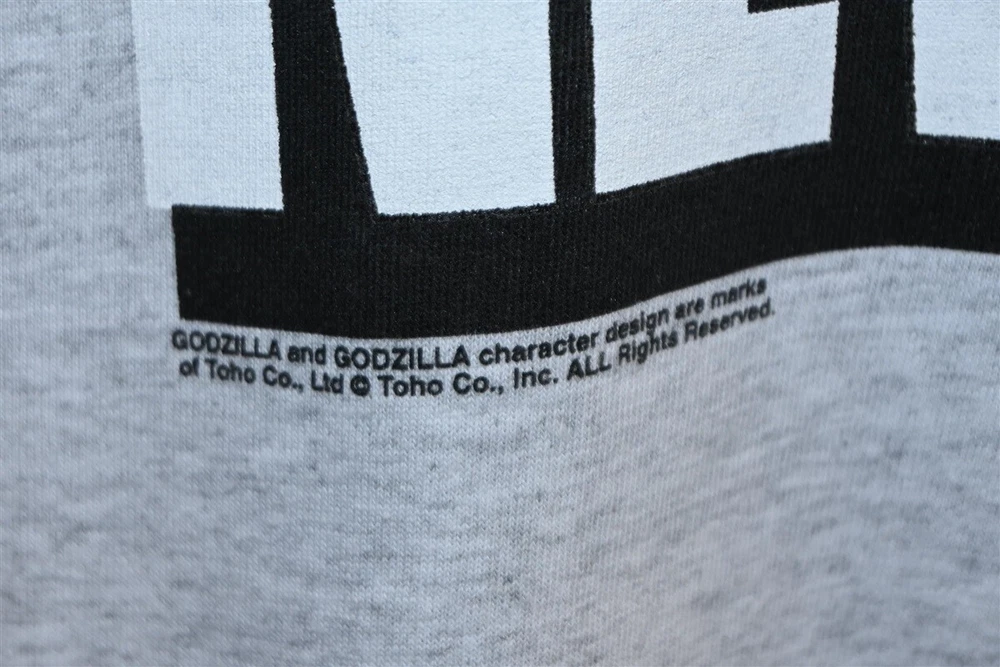 GODZILLA and GODZILLA character design are marks
of Toho Co., Ltd © Toho Co., Inc. ALL Rights Reserved.